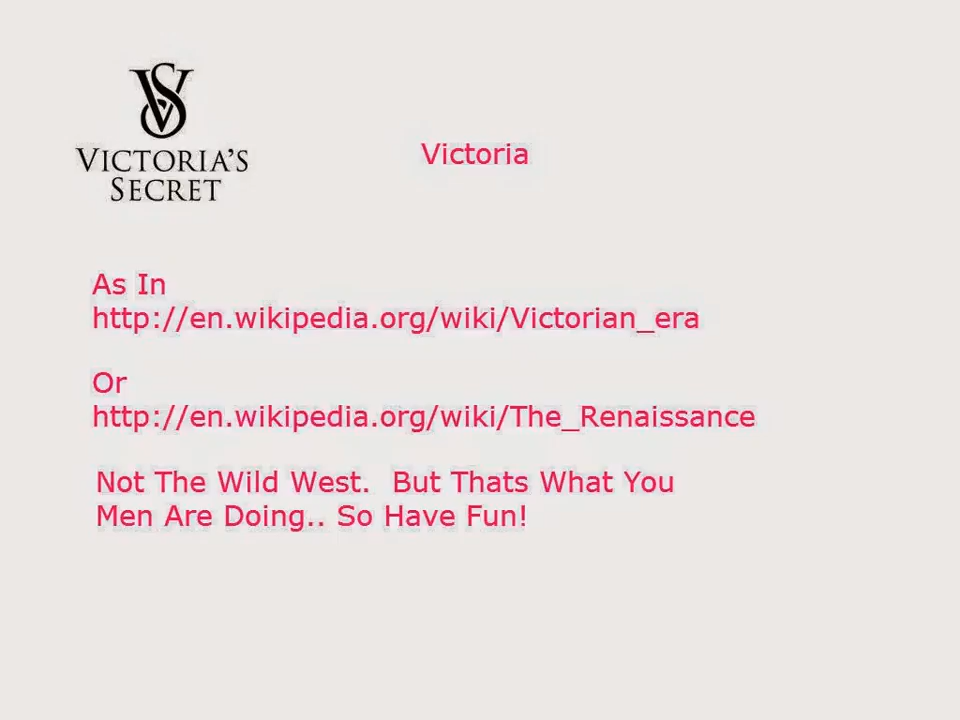 VS
VICTORIA'S
SECRET
Victoria
As In
http://en.wikipedia.org/wiki/Victorian_era
Or
http://en.wikipedia.org/wiki/The_Renaissance
Not The Wild West.  But Thats What You
Men Are Doing.. So Have Fun!